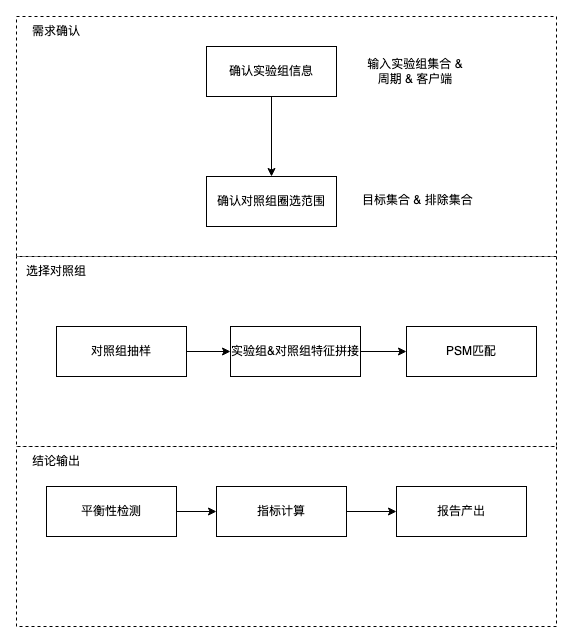 需求确认
确认实验组信息
输入实验组集合 &
周期 & 客户端
确认对照组圈选范围
目标集合 & 排除集合
选择对照组
对照组抽样
实验组&对照组特征拼接
PSM匹配
结论输出
平衡性检测
指标计算
报告产出